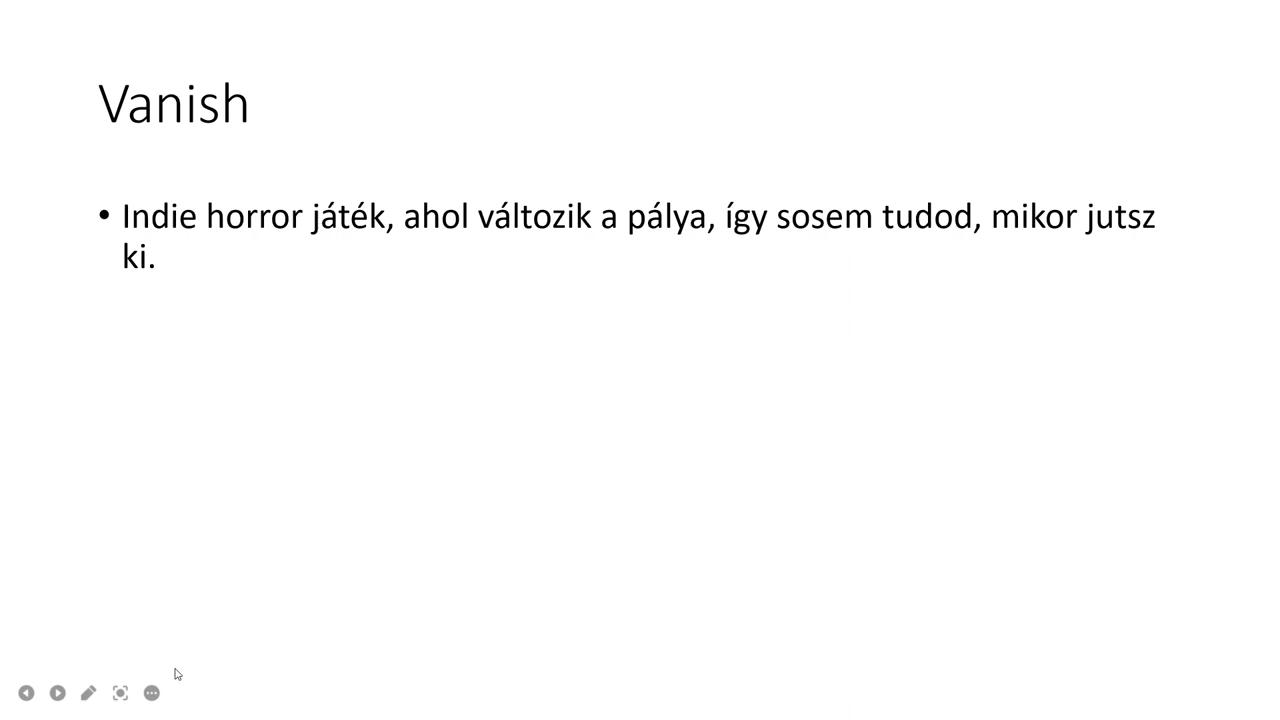 Vanish
• Indie horror játék, ahol változik a pálya, így sosem tudod, mikor jutsz
ki.